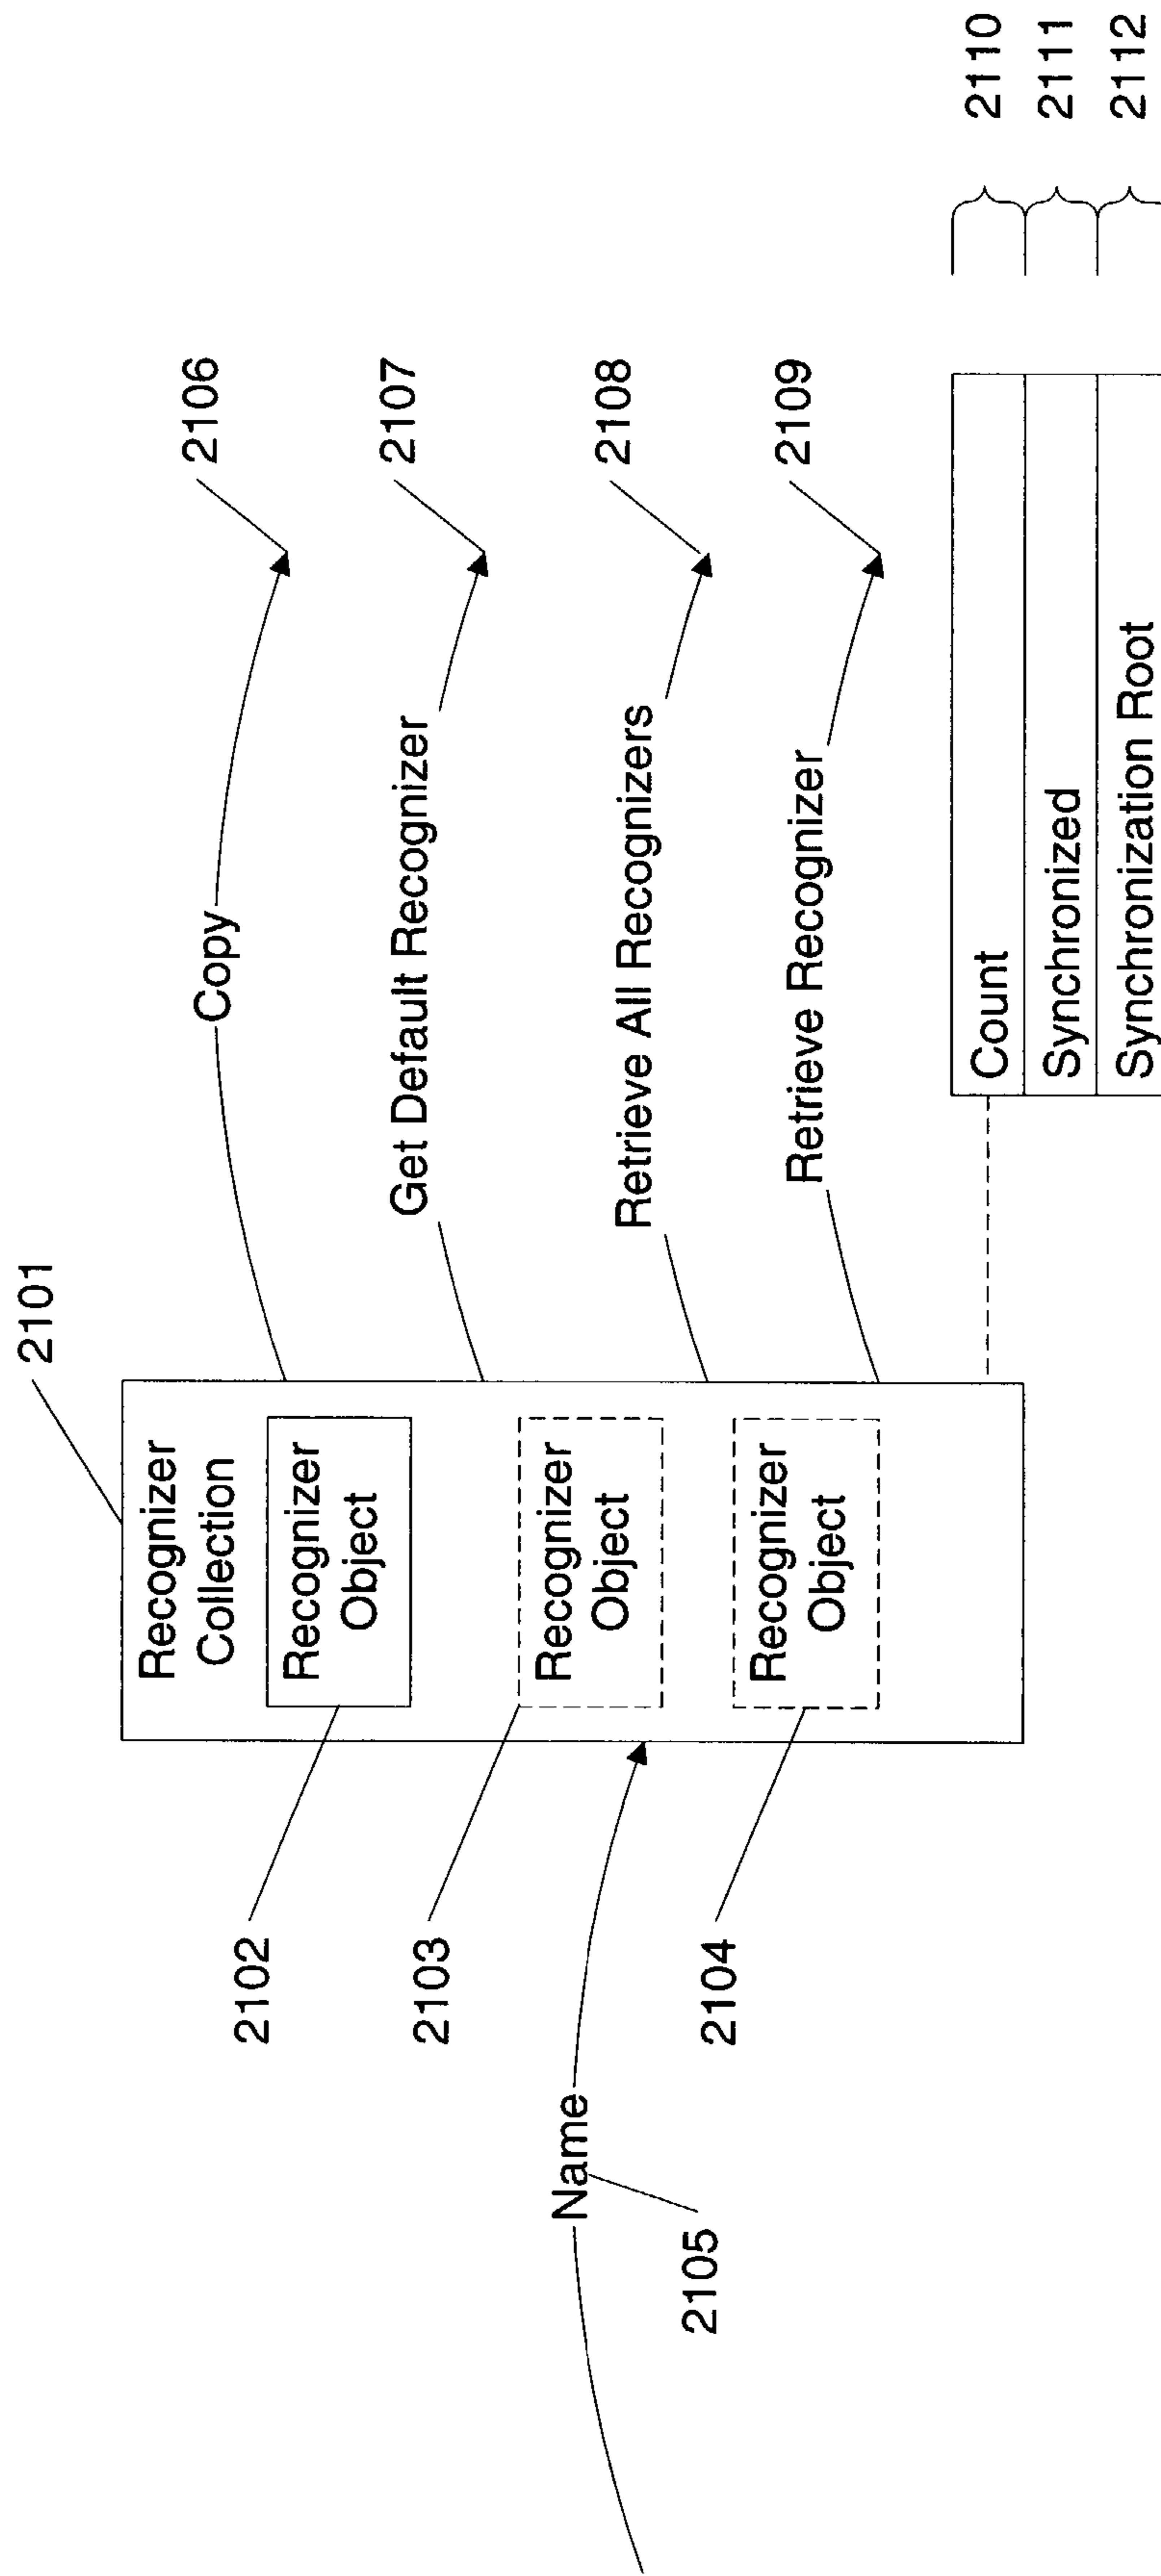 2101
Recognizer
Collection
Recognizer
Object
2102
Recognizer
Object
2103
Recognizer
Object
2104
Name
2105
Copy
2106
Get Default Recognizer
2107
Retrieve All Recognizers
2108
Retrieve Recognizer
2109
Count
2110
Synchronized
2111
Synchronization Root
2112